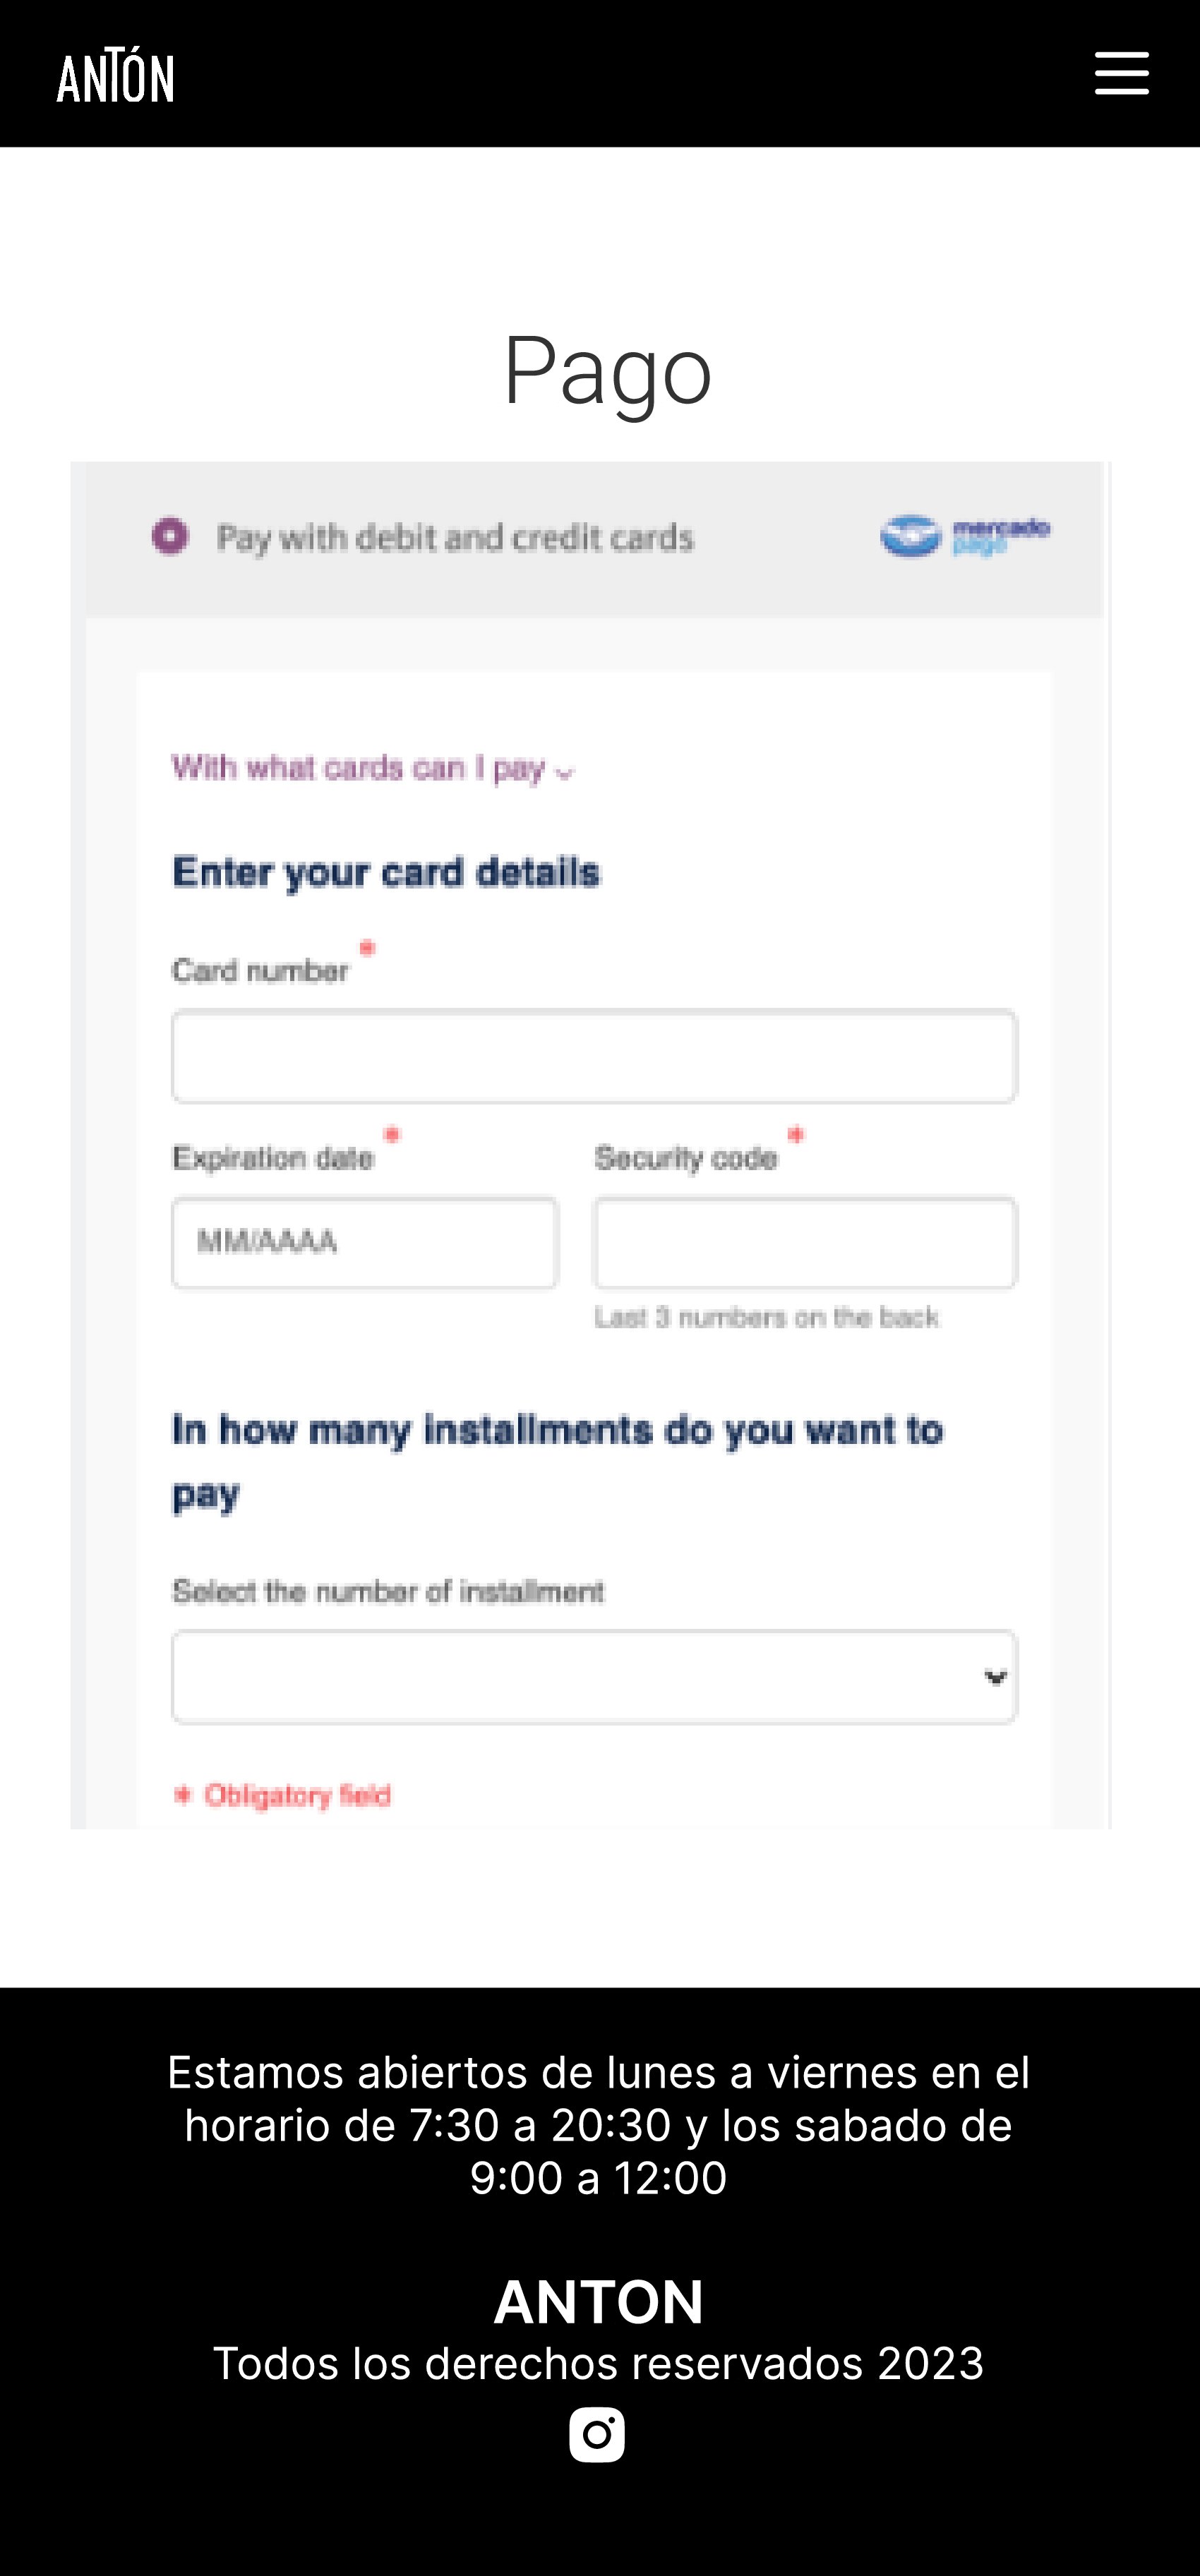 ANTÓN
Pago
Pay with debit and credit cards
mercado
pago
With what cards can I pay
Enter your card details
Card number *
Expiration date *
Security code *
MM/AAAA
Last 3 numbers on the back
In how many installments do you want to
pay
Select the number of installment
* Obligatory field
Estamos abiertos de lunes a viernes en el
horario de 7:30 a 20:30 y los sabado de
9:00 a 12:00
ANTON
Todos los derechos reservados 2023